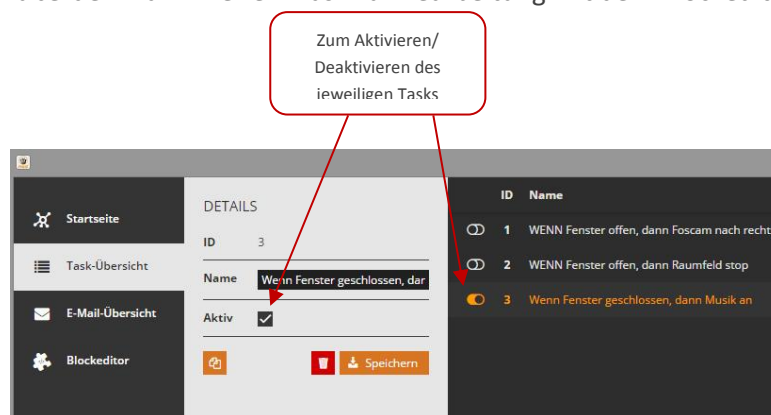 Zum Aktivieren/
Deaktivieren des
jeweiligen Tasks
Startseite
Task-Übersicht
E-Mail-Übersicht
Blockeditor
DETAILS
ID 3
Name Wenn Fenster geschlossen, dar
Aktiv
Speichern
ID Name
1 WENN Fenster offen, dann Foscam nach recht
2 WENN Fenster offen, dann Raumfeld stop
3 Wenn Fenster geschlossen, dann Musik an